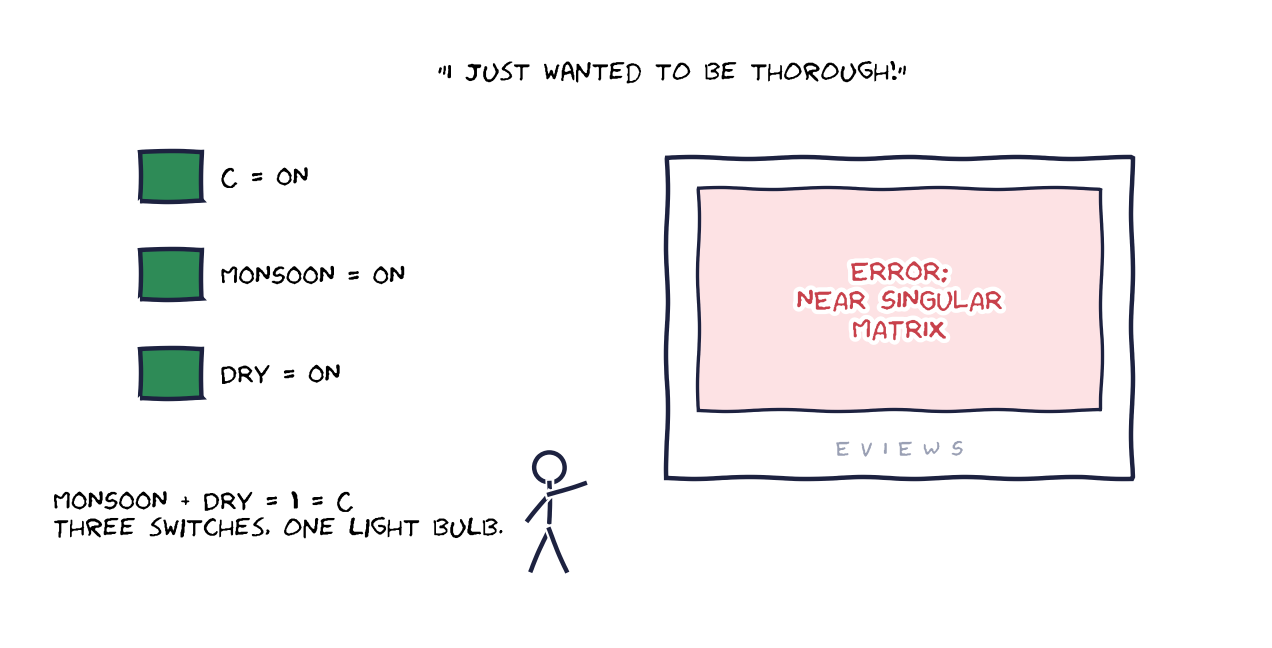 "I JUST WANTED TO BE THOROUGH!"
C = ON
MONSOON = ON
DRY = ON
ERROR:
NEAR SINGULAR
MATRIX
EVIEWS
MONSOON + DRY = 1 = C
THREE SWITCHES. ONE LIGHT BULB.